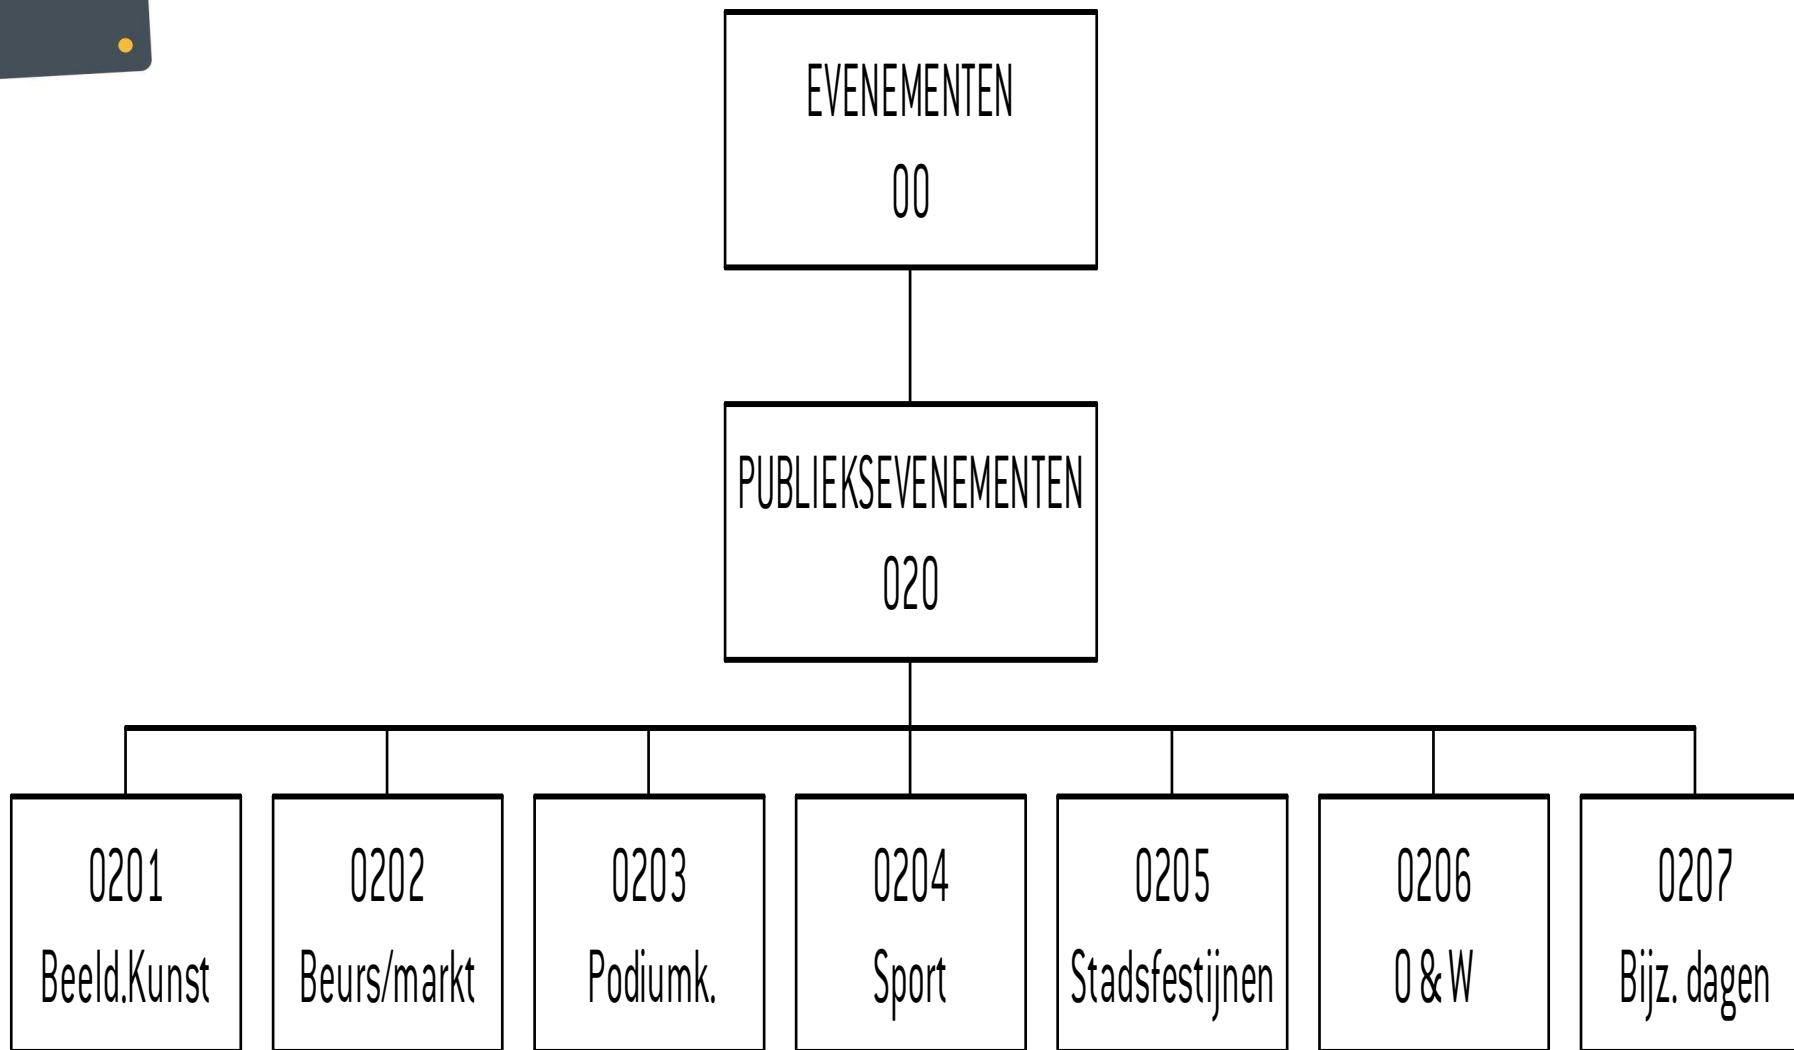 EVENEMENTEN
00
PUBLIEKSEVENEMENTEN
020
0201
Beeld.Kunst
0202
Beurs/markt
0203
Podiumk.
0204
Sport
0205
Stadsfestijnen
0206
O & W
0207
Bijz. dagen